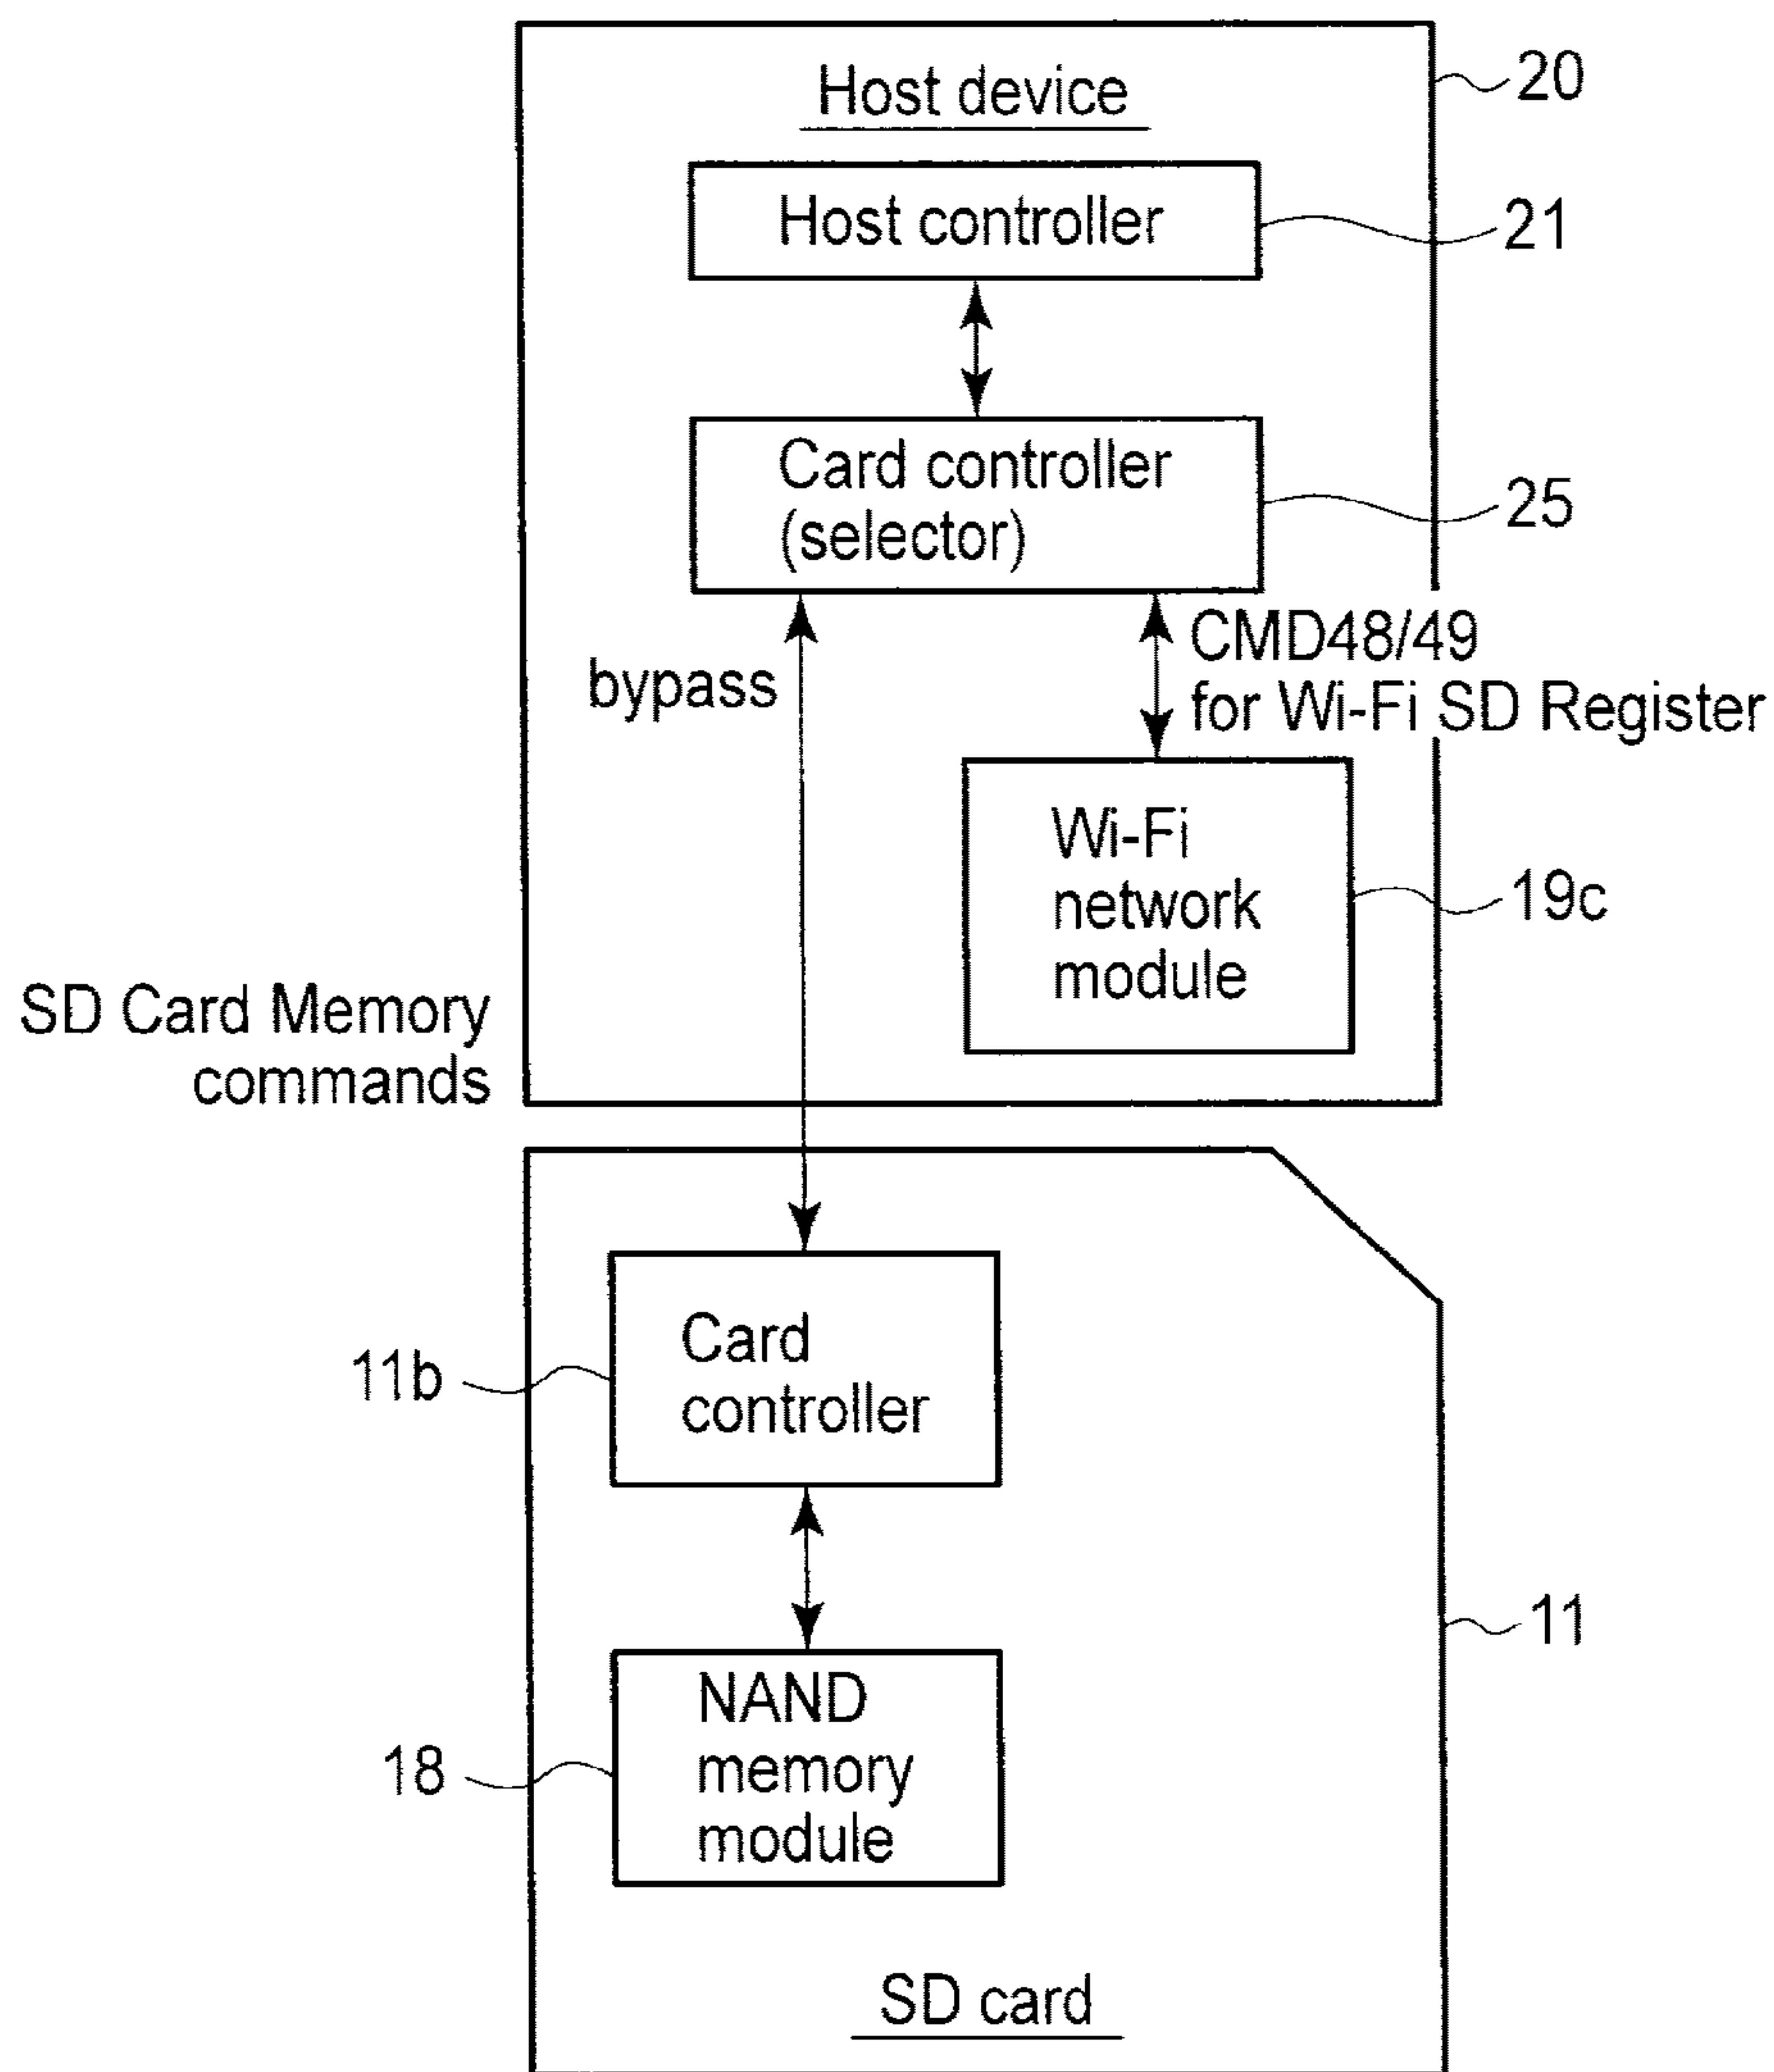 Host device
20
Host controller
21
Card controller
(selector)
25
bypass
CMD48/49
for Wi-Fi SD Register
Wi-Fi
network
module
19c
SD Card Memory
commands
Card
controller
11b
11
NAND
memory
module
18
SD card